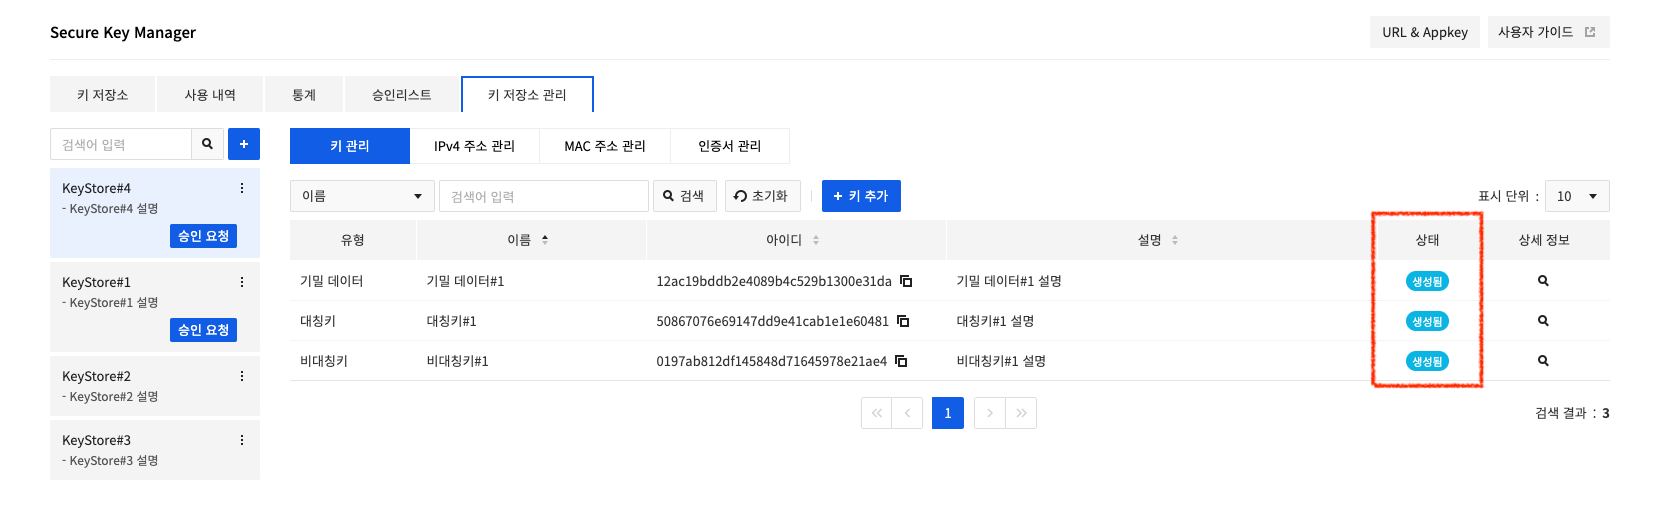 Secure Key Manager
URL & Appkey
사용자 가이드
키 저장소
사용 내역
통계
승인리스트
키 저장소 관리
검색어 입력
+
KeyStore#4
- KeyStore#4 설명
승인 요청
KeyStore#1
- KeyStore#1 설명
승인 요청
KeyStore#2
- KeyStore#2 설명
KeyStore#3
- KeyStore#3 설명
키 관리
IPv4 주소 관리
MAC 주소 관리
인증서 관리
이름
검색어 입력
검색
초기화
+ 키 추가
표시 단위 : 10
유형 이름 아이디 설명 상태 상세 정보
기밀 데이터 기밀 데이터#1 12ac19bddb2e4089b4c529b1300e31da 기밀 데이터#1 설명 생성됨
대칭키 대칭키#1 50867076e69147dd9e41cab1e1e60481 대칭키#1 설명 생성됨
비대칭키 비대칭키#1 0197ab812df145848d71645978e21ae4 비대칭키#1 설명 생성됨
1
검색 결과 : 3